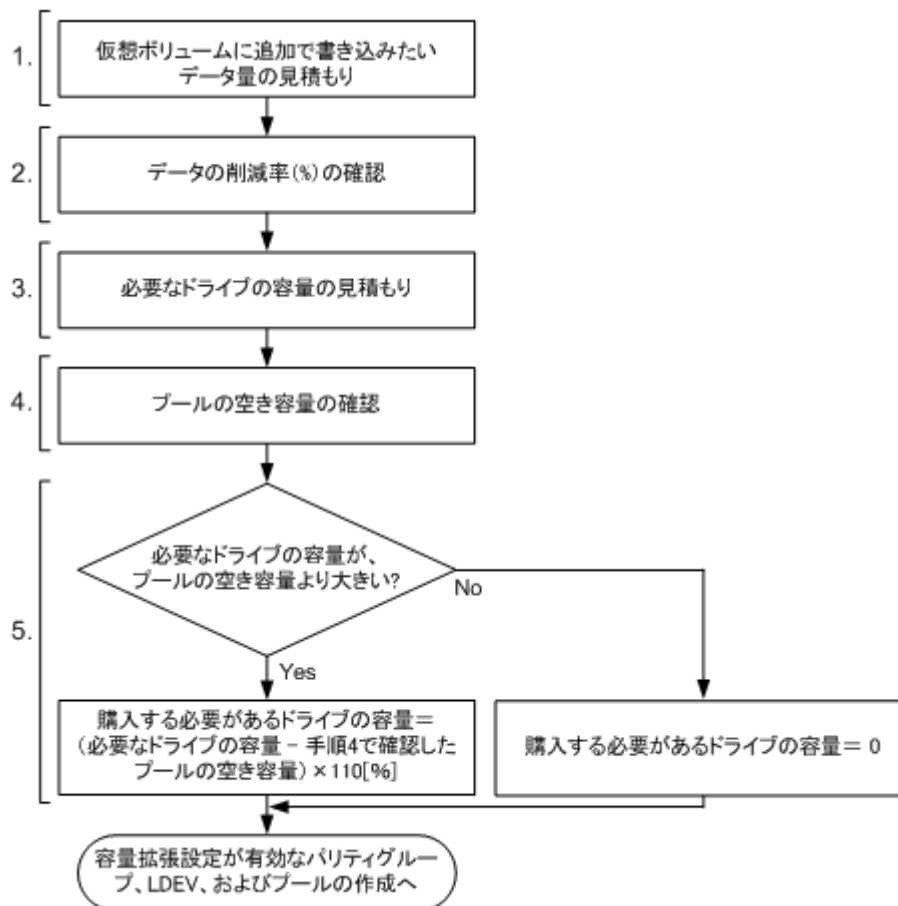 1.
仮想ボリュームに追加で書き込みたい
データ量の見積もり
2.
データの削減率(%)の確認
3.
必要なドライブの容量の見積もり
4.
プールの空き容量の確認
5.
必要なドライブの容量が、
プールの空き容量より大きい?
No
Yes
購入する必要があるドライブの容量=
(必要なドライブの容量 − 手順4で確認した
プールの空き容量)×110[%]
購入する必要があるドライブの容量= 0
容量拡張設定が有効なパリティグルー
プ、LDEV、およびプールの作成へ